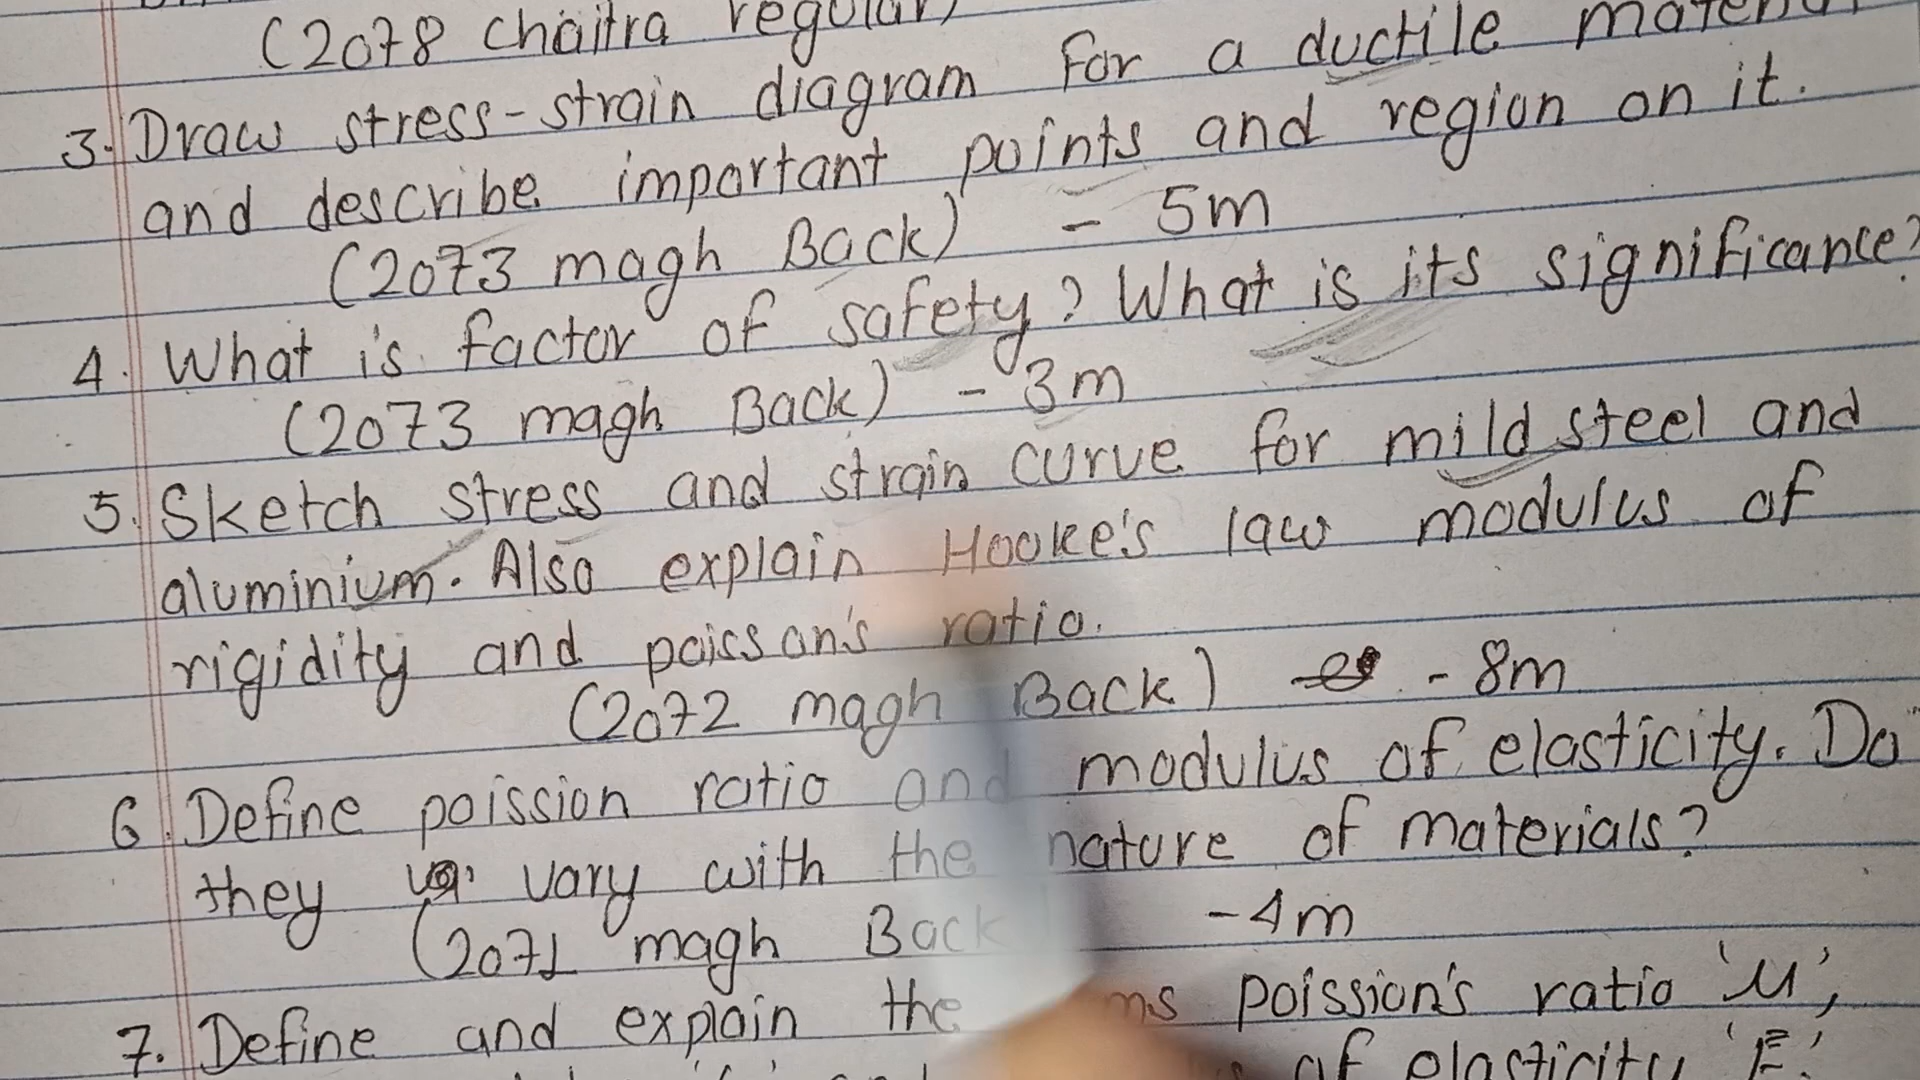 (2078 Chaitra regular)
3. Draw stress-strain diagram for a ductile material
and describe important points and region on it.
(2073 magh Back) - 5m
4. What is factor of safety? What is its significance?
(2073 magh Back) - 3m
5. Sketch stress and strain curve for mild steel and
aluminium. Also explain Hooke's law modulus of
rigidity and poisson's ratio.
(2072 magh Back) - 8m
6. Define poission ratio and modulus of elasticity. Do
they vary with the nature of materials?
(2071 magh Back - 4m
7. Define and explain the poission's ratio 'μ',
of elasticity 'E'